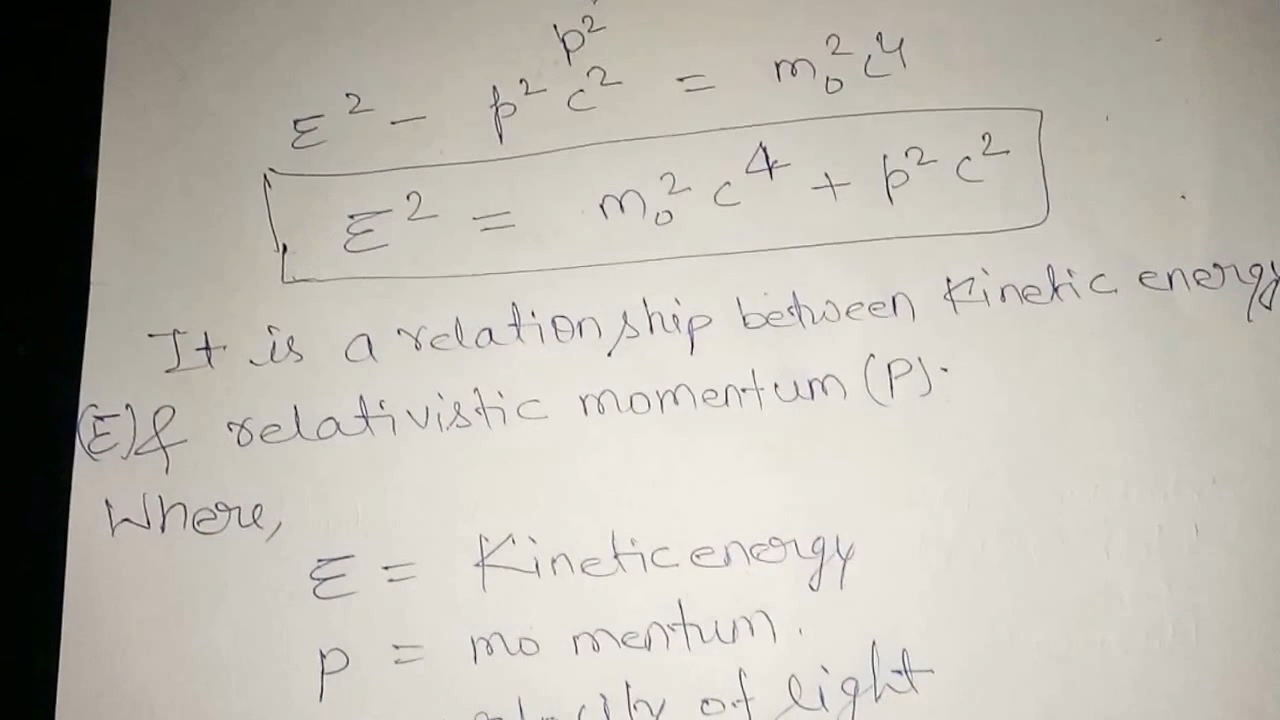 p²
E² - p²c² = m₀²c⁴
E² = m₀²c⁴ + p²c²
It is a relationship between Kinetic energy
(E) & relativistic momentum (P).
Where,
E = Kinetic energy
P = momentum.
of light